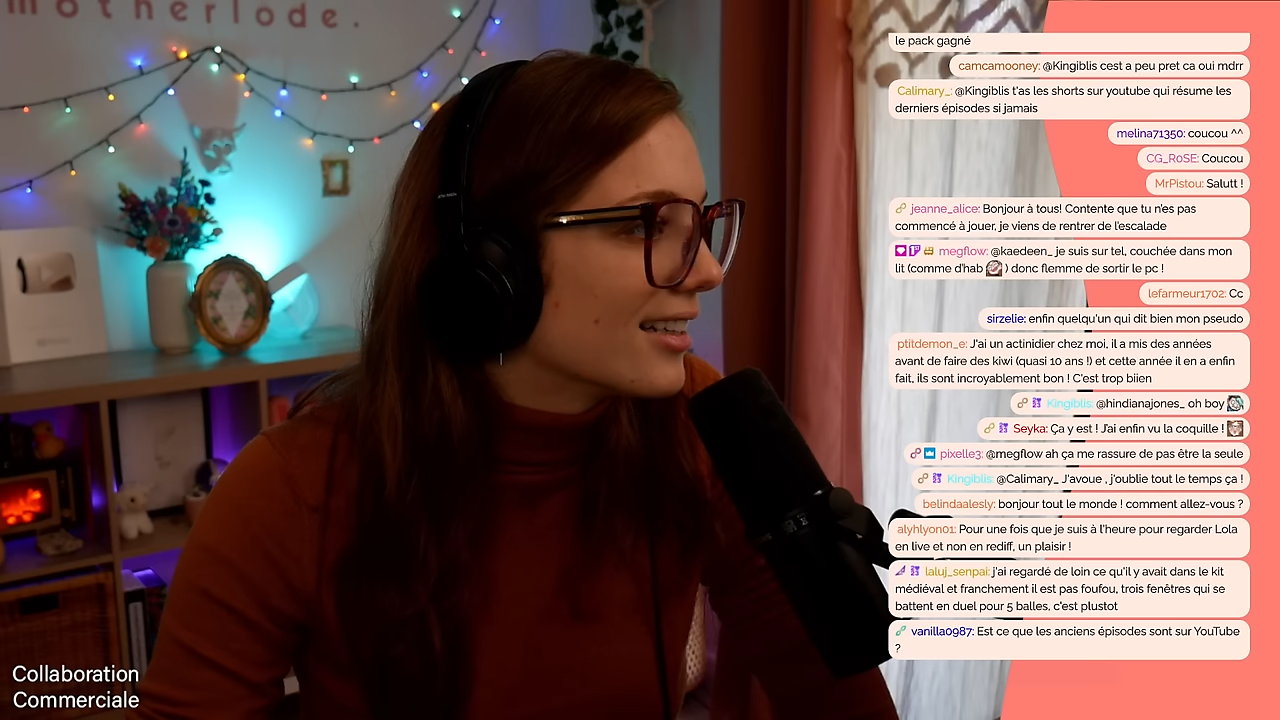 motherlode.
le pack gagné
camcamooney: @Kingiblis cest a peu pret ca oui mdrr
Calimary_: @Kingiblis t'as les shorts sur youtube qui résume les
derniers épisodes si jamais
melina71350: coucou ^^
CG_R0SE: Coucou
MrPistou: Salutt !
jeanne_alice: Bonjour à tous! Contente que tu n'es pas
commencé à jouer, je viens de rentrer de l'escalade
megflow: @kaedeen_ je suis sur tel, couchée dans mon
lit (comme d'hab ) donc flemme de sortir le pc !
lefarmeur1702: Cc
sirzelie: enfin quelqu'un qui dit bien mon pseudo
ptitdemon_e: J'ai un actinidier chez moi, il a mis des années
avant de faire des kiwi (quasi 10 ans !) et cette année il en a enfin
fait, ils sont incroyablement bon ! C'est trop biien
Kingiblis: @hindianajones_ oh boy
Seyka: Ça y est ! J'ai enfin vu la coquille !
pixelle3: @megflow ah ça me rassure de pas être la seule
Kingiblis: @Calimary_ J'avoue , j'oublie tout le temps ça !
belindaalesly: bonjour tout le monde ! comment allez-vous ?
alyhlyon01: Pour une fois que je suis à l'heure pour regarder Lola
en live et non en rediff, un plaisir !
laluj_senpai: j'ai regardé de loin ce qu'il y avait dans le kit
médiéval et franchement il est pas foufou, trois fenêtres qui se
battent en duel pour 5 balles, c'est plustot
vanilla0987: Est ce que les anciens épisodes sont sur YouTube
?
Collaboration
Commerciale